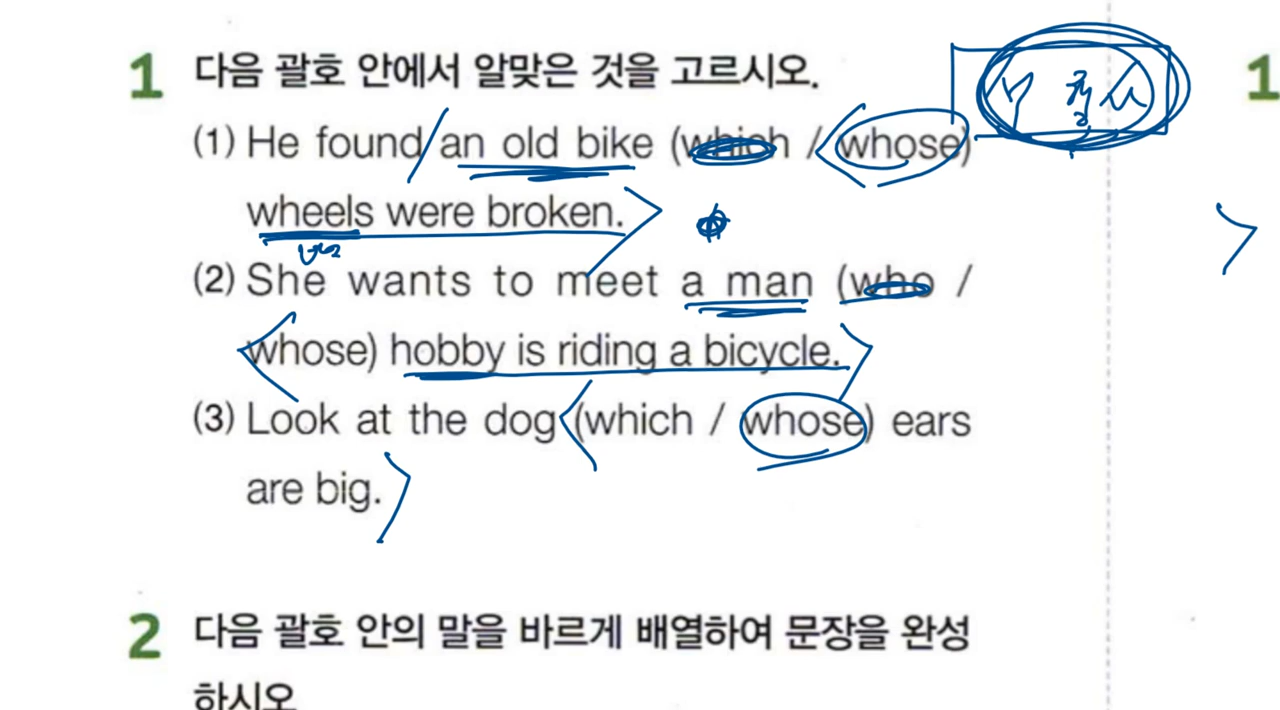 1 다음 괄호 안에서 알맞은 것을 고르시오.
(1) He found an old bike (which / whose)
wheels were broken.
(2) She wants to meet a man (who /
whose) hobby is riding a bicycle.
(3) Look at the dog (which / whose) ears
are big.
2 다음 괄호 안의 말을 바르게 배열하여 문장을 완성
하시오
1